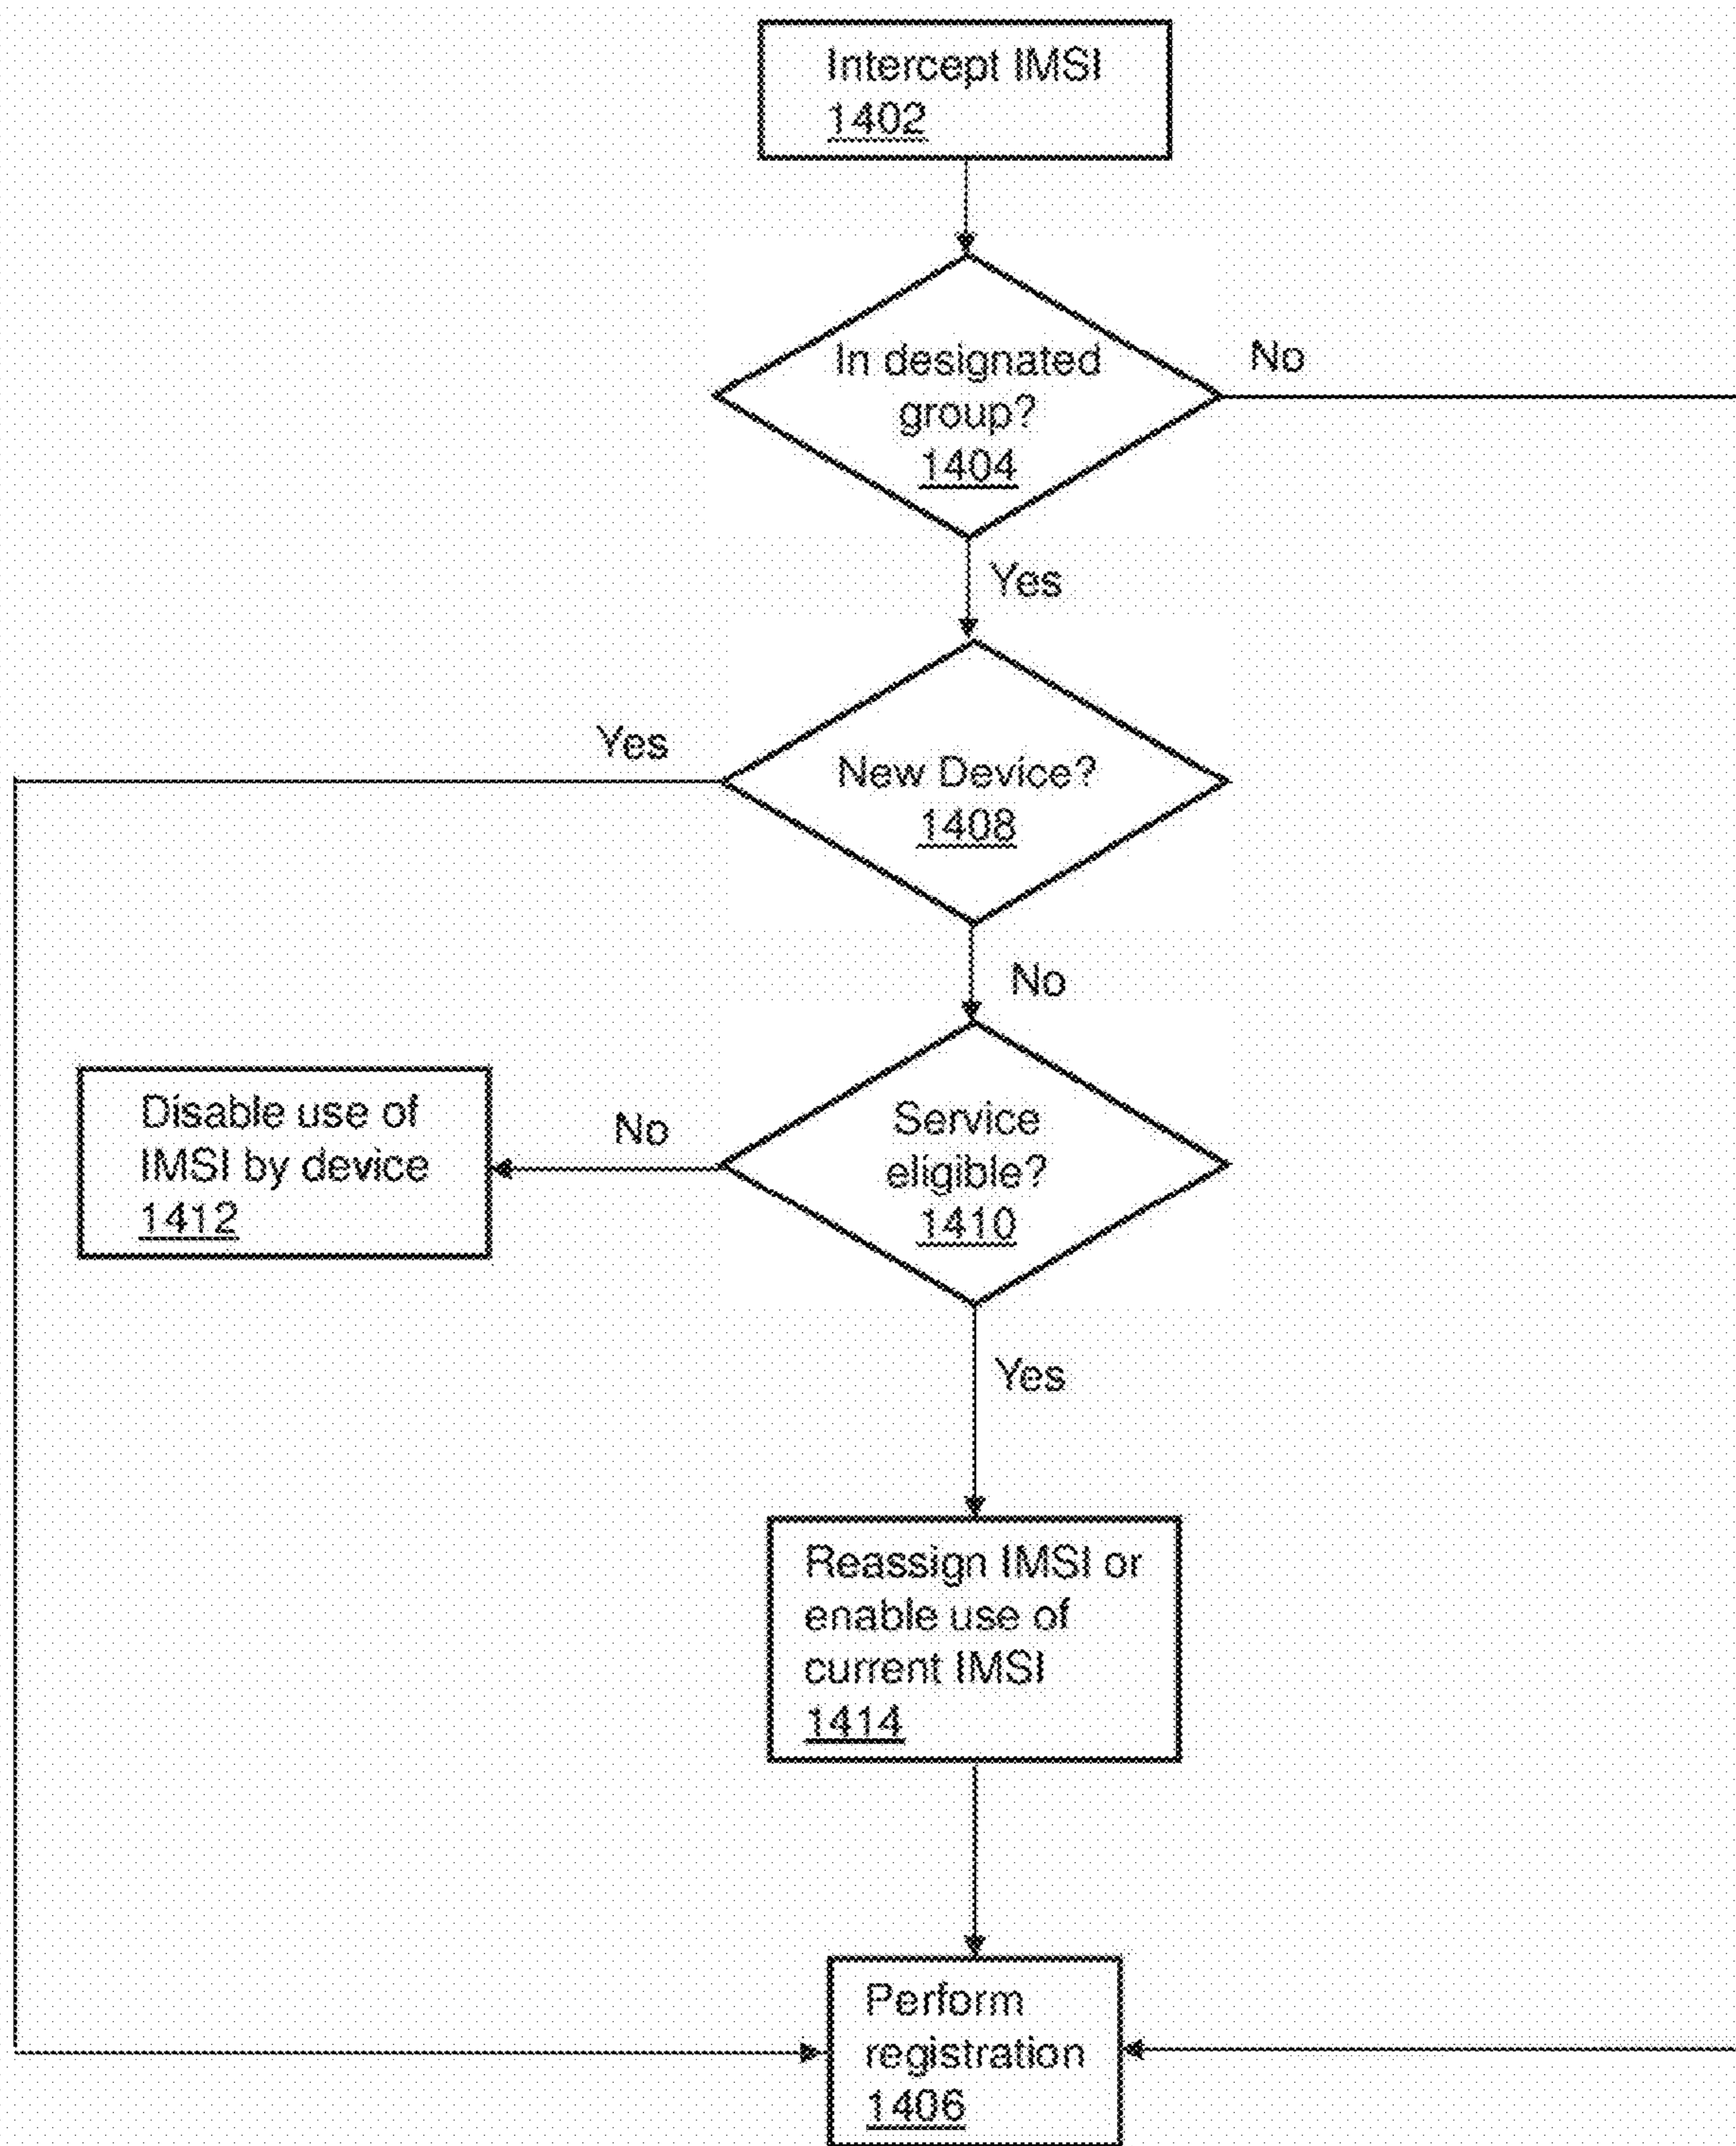 Intercept IMSI
1402
In designated
group?
1404
No
Yes
New Device?
1408
Yes
No
Service
eligible?
1410
No
Disable use of
IMSI by device
1412
Yes
Reassign IMSI or
enable use of
current IMSI
1414
Perform
registration
1406